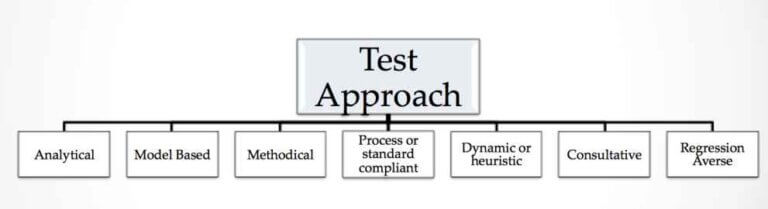 Test
Approach
Analytical
Model Based
Methodical
Process or
standard
compliant
Dynamic or
heuristic
Consultative
Regression
Averse